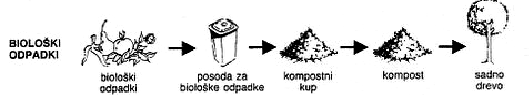 BIOLOŠKI
ODPADKI
biološki
odpadki
posoda za
biološke odpadke
kompostni
kup
kompost
sadno
drevo